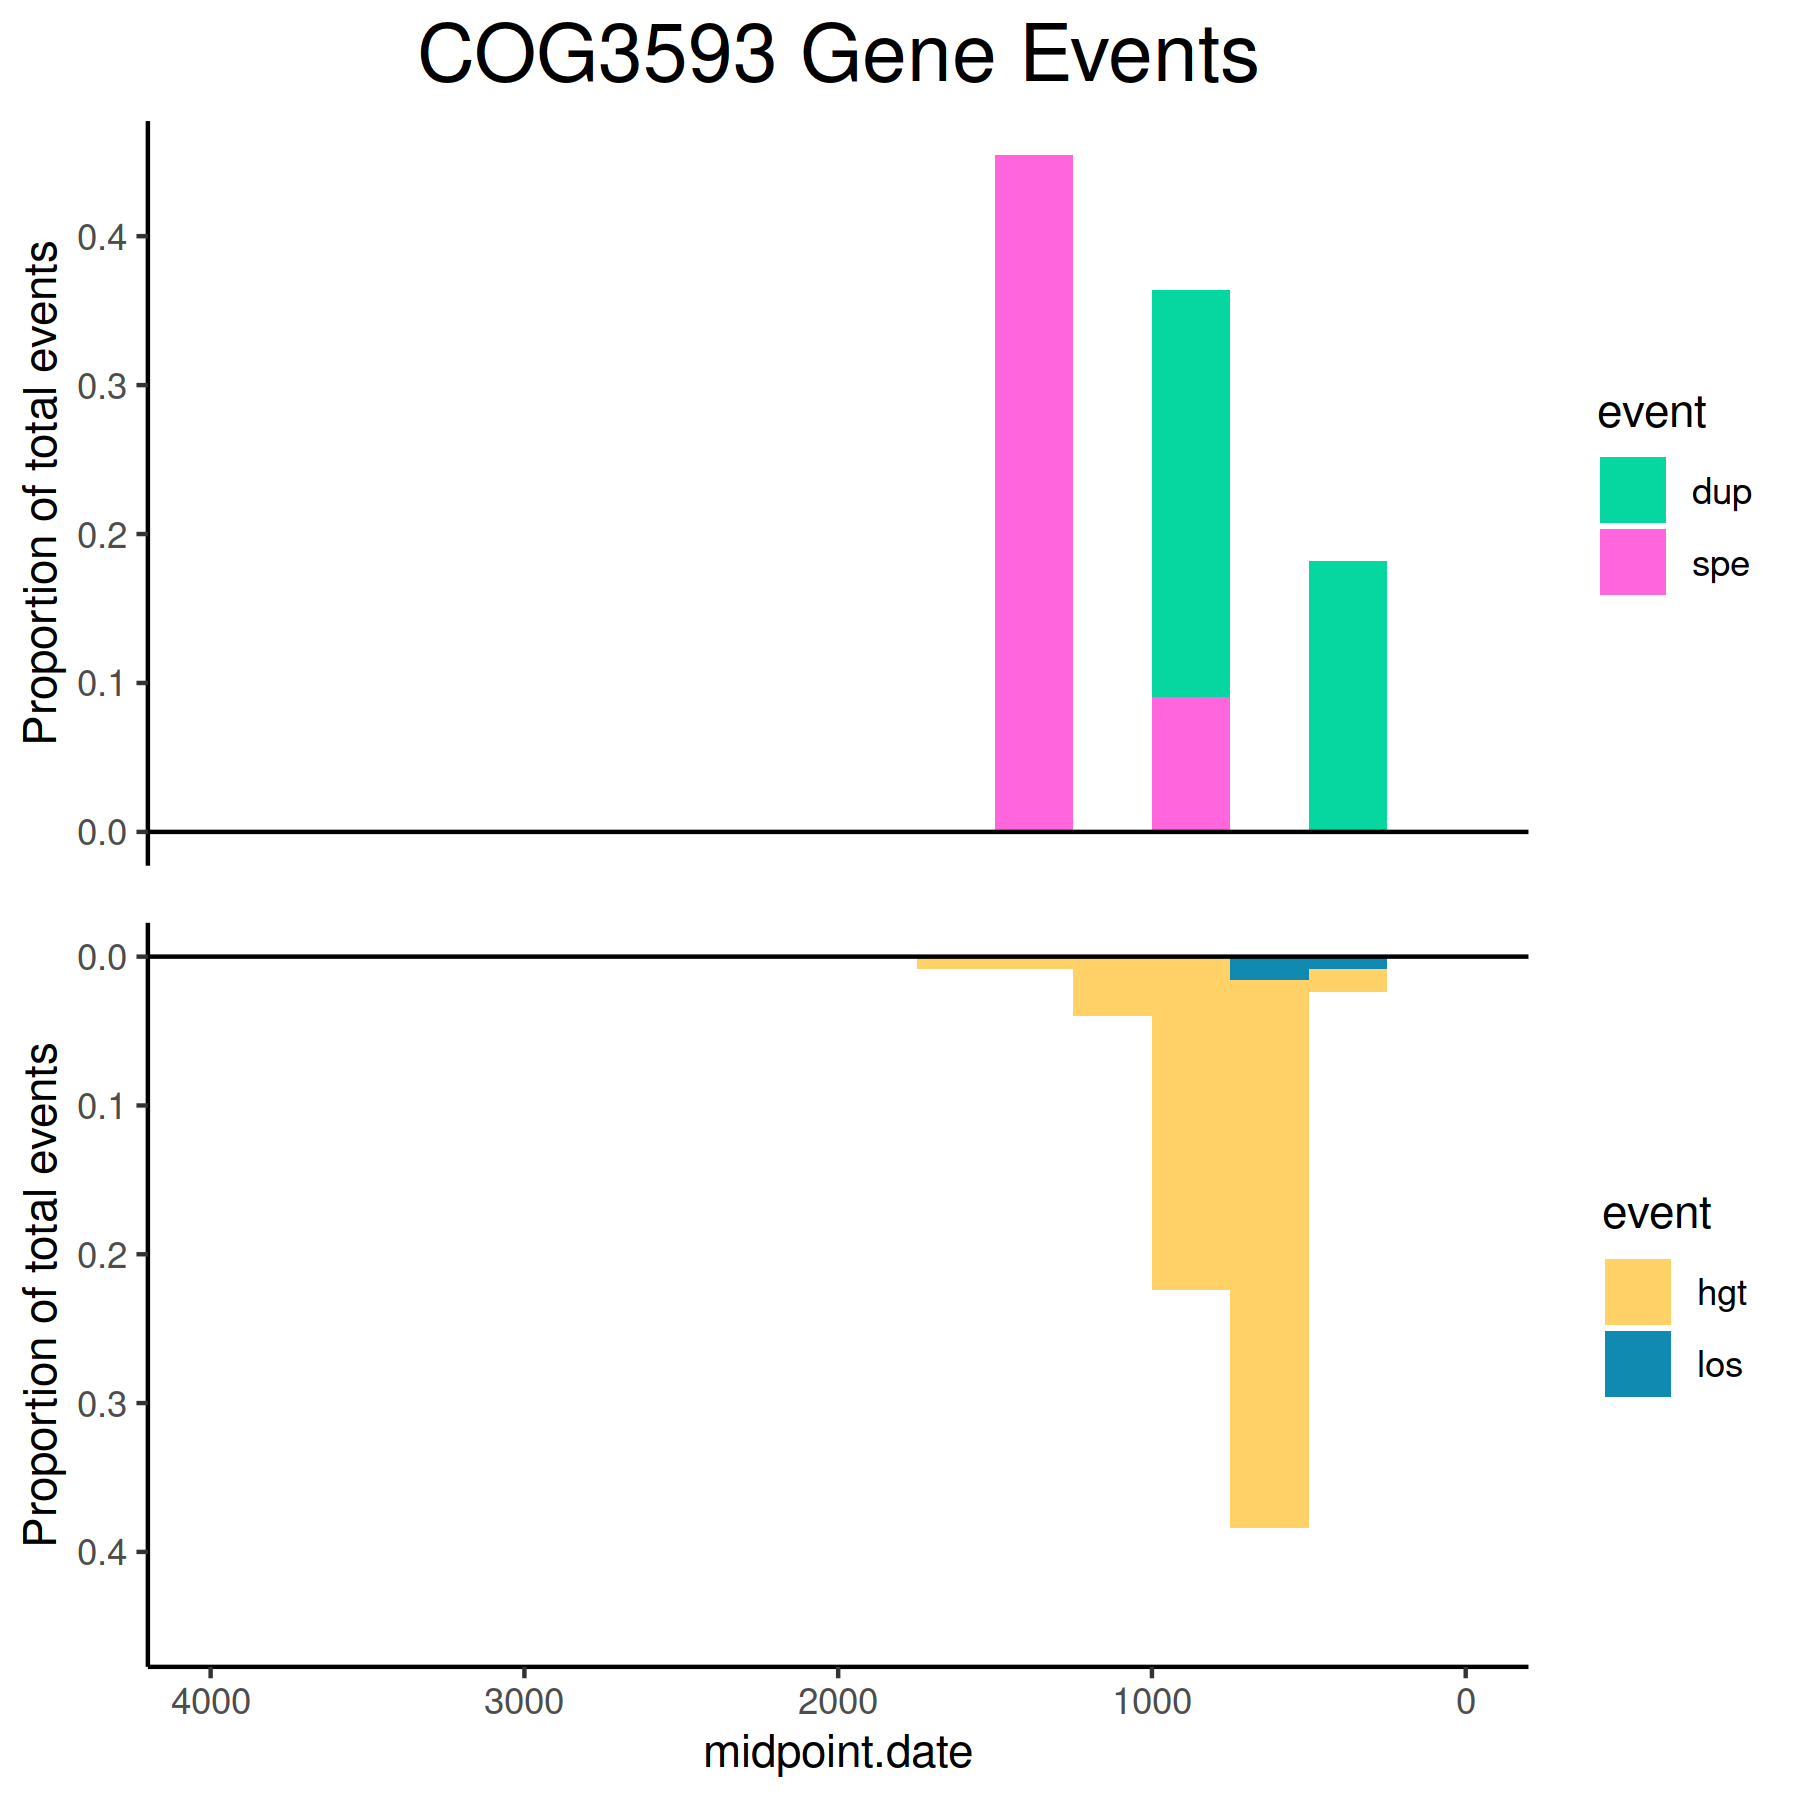 COG3593 Gene Events
Proportion of total events
0.4
0.3
0.2
0.1
0.0
event
dup
spe
Proportion of total events
0.0
0.1
0.2
0.3
0.4
event
hgt
los
4000 3000 2000 1000 0
midpoint.date